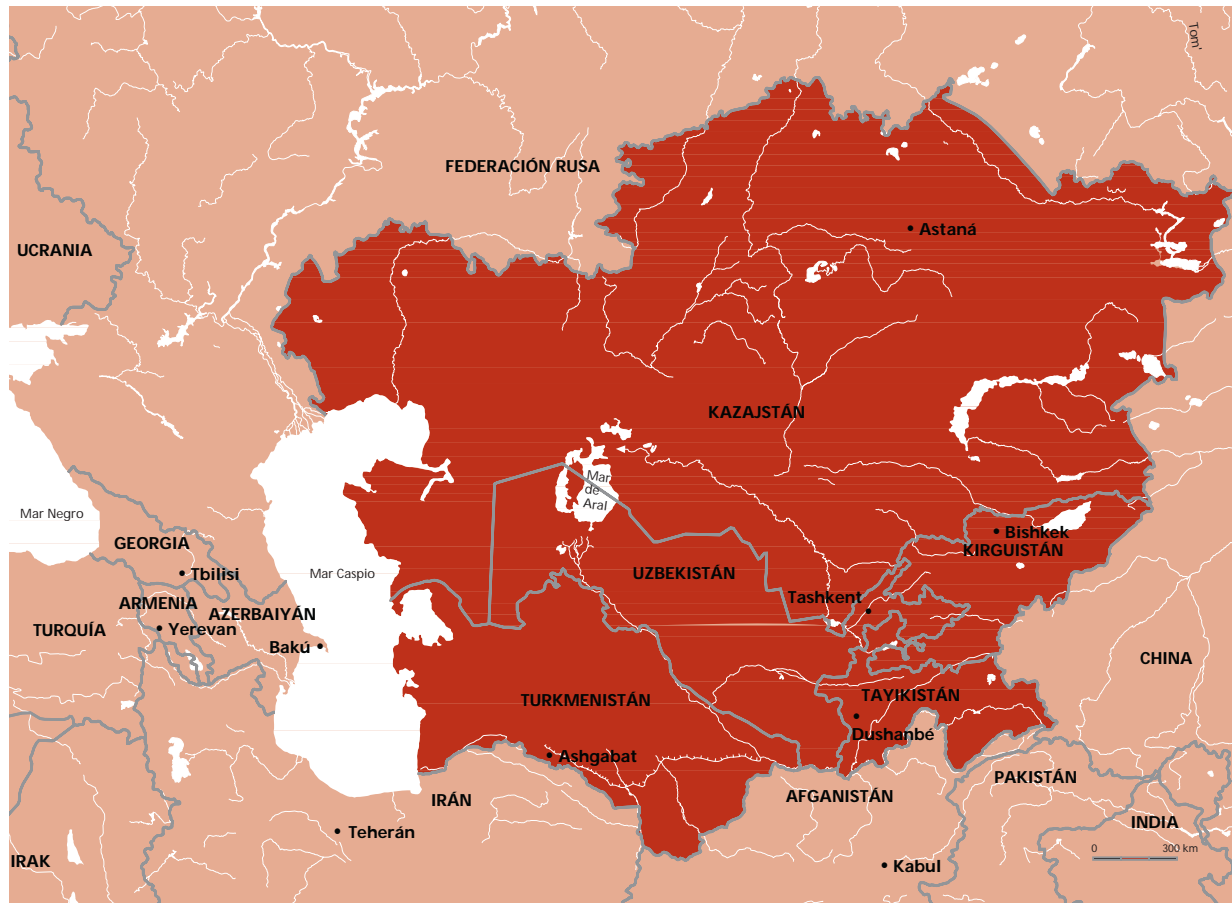 Tom'
FEDERACIÓN RUSA
UCRANIA
Astaná
KAZAJSTÁN
Mar
de
Aral
Mar Negro
Bishkek
KIRGUISTÁN
GEORGIA
Tbilisi
Mar Caspio
UZBEKISTÁN
Tashkent
ARMENIA
AZERBAIYÁN
TURQUÍA
Yerevan
Bakú
CHINA
TAYIKISTÁN
TURKMENISTÁN
Dushanbé
Ashgabat
PAKISTÁN
IRÁN
AFGANISTÁN
INDIA
Teherán
0 300 km
IRAK
Kabul